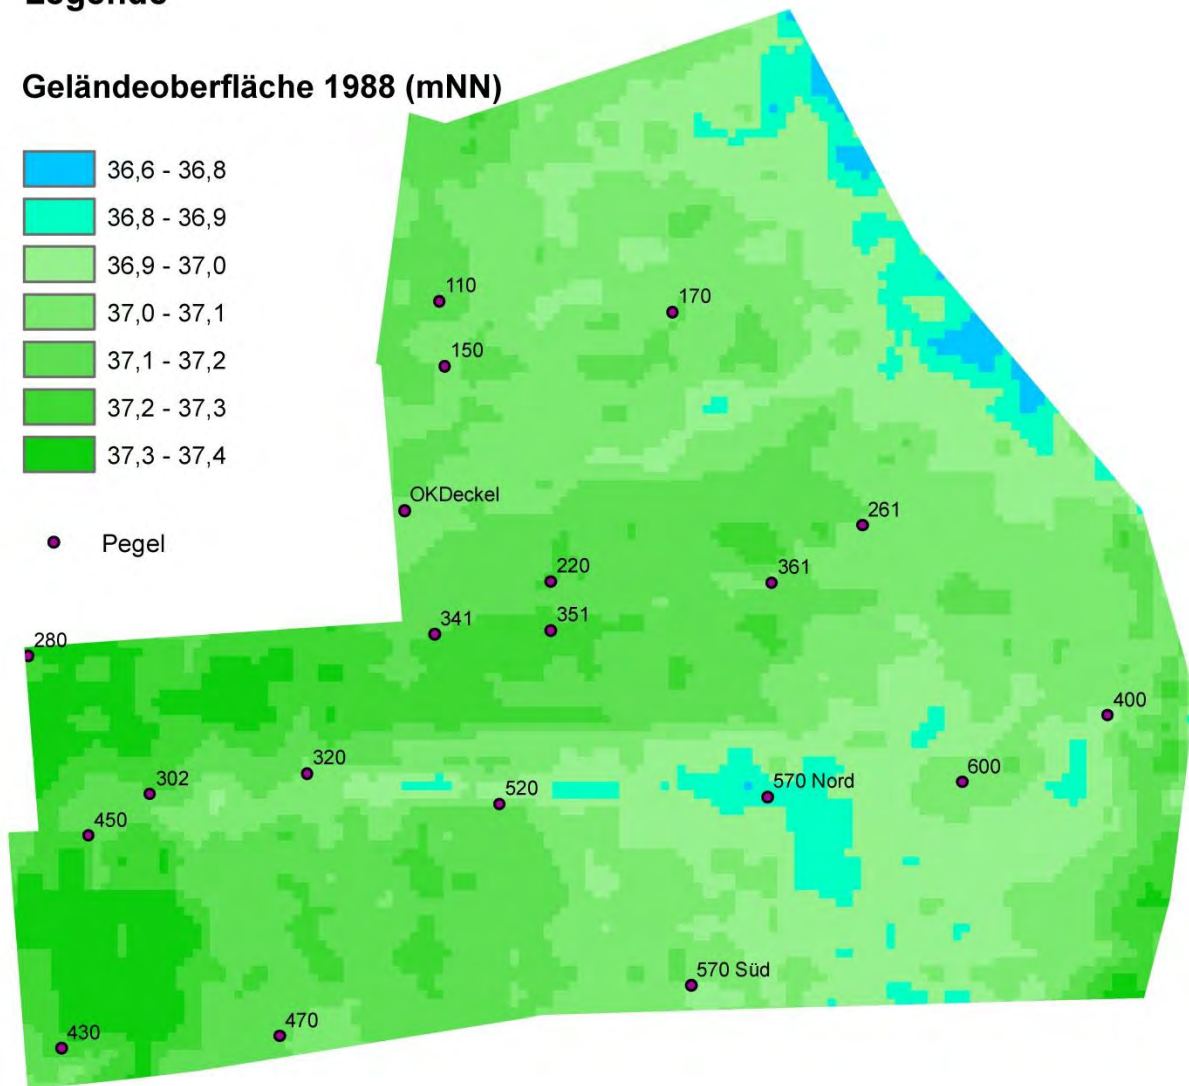 Legende
Geländeoberfläche 1988 (mNN)
36,6 - 36,8
36,8 - 36,9
36,9 - 37,0
37,0 - 37,1
37,1 - 37,2
37,2 - 37,3
37,3 - 37,4
Pegel
110
170
150
OKDeckel
261
220
361
351
341
280
400
320
302
520
570 Nord
600
450
570 Süd
470
430